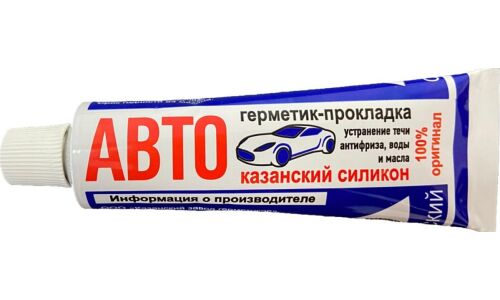 АВТО
герметик-прокладка
устранение течи
антифриза, воды
и масла
казанский силикон
100%
оригинал
Информация о производителе